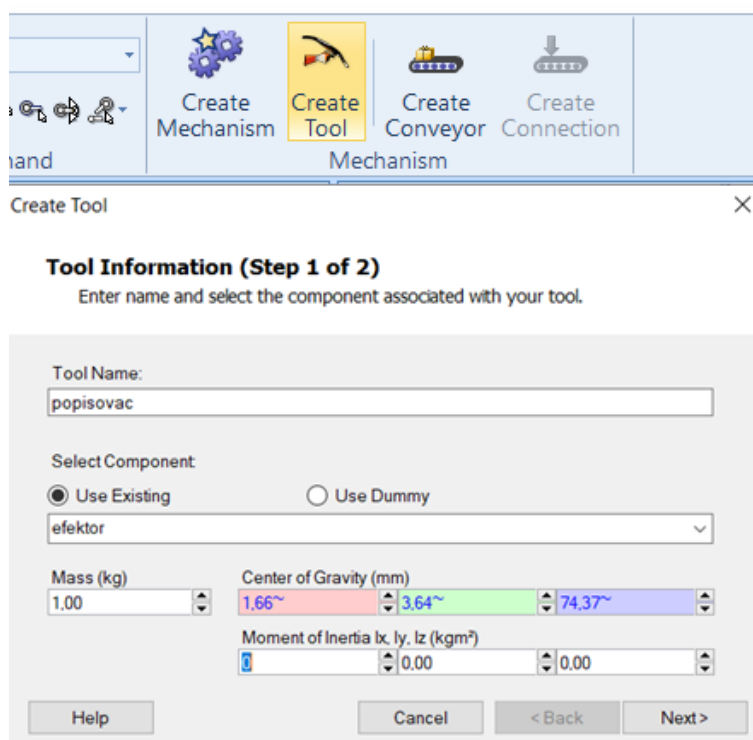 Create Create Create Create
Mechanism Tool Conveyor Connection
hand Mechanism
Create Tool
Tool Information (Step 1 of 2)
Enter name and select the component associated with your tool.
Tool Name:
popisovac
Select Component:
Use Existing Use Dummy
efektor
Mass (kg) Center of Gravity (mm)
1,00 1,66~ 3,64~ 74,37~
Moment of Inertia Ix, Iy, Iz (kgm²)
0 0,00 0,00
Help Cancel < Back Next >